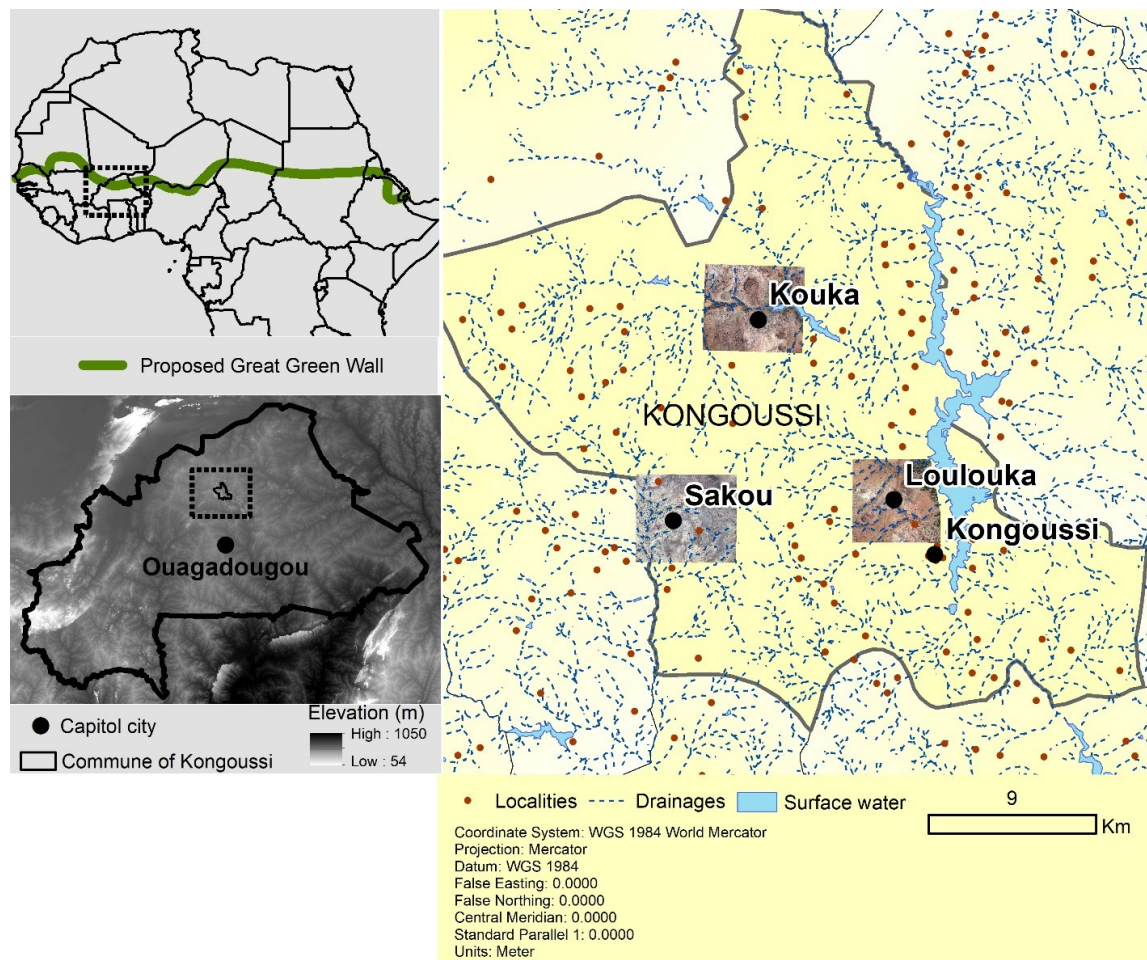 Proposed Great Green Wall
Ouagadougou
Capitol city
Commune of Kongoussi
Elevation (m)
High : 1050
Low : 54
Kouka
KONGOUSSI
Sakou
Loulouka
Kongoussi
Localities
Drainages
Surface water
9
Km
Coordinate System: WGS 1984 World Mercator
Projection: Mercator
Datum: WGS 1984
False Easting: 0.0000
False Northing: 0.0000
Central Meridian: 0.0000
Standard Parallel 1: 0.0000
Units: Meter